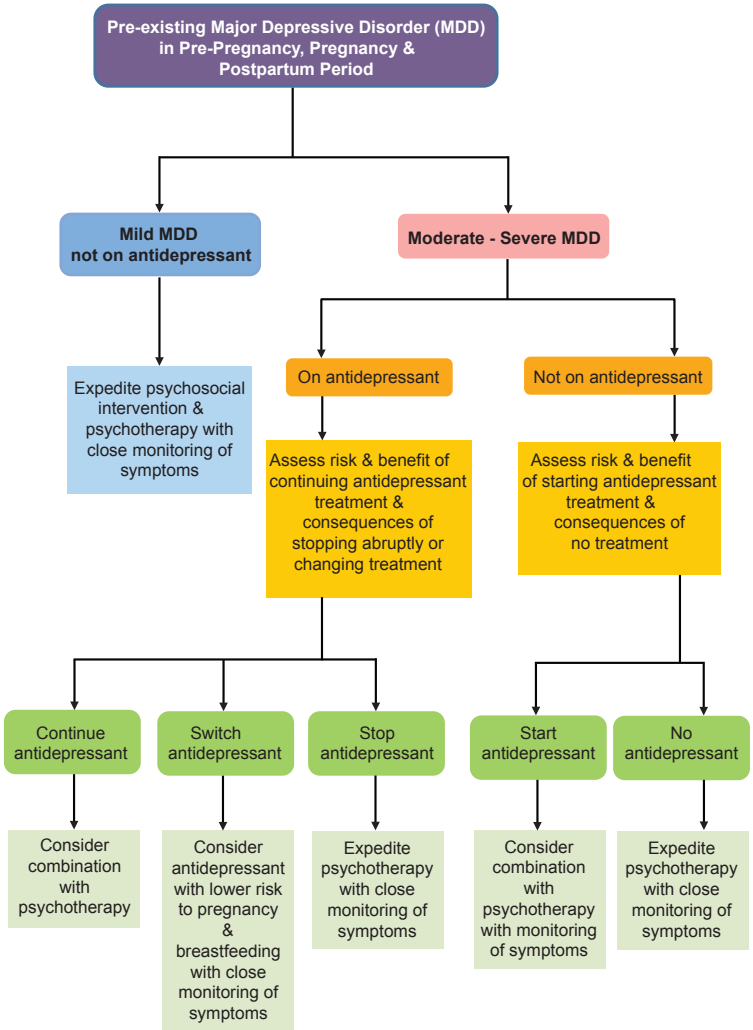 Pre-existing Major Depressive Disorder (MDD)
in Pre-Pregnancy, Pregnancy &
Postpartum Period
Mild MDD
not on antidepressant
Moderate - Severe MDD
Expedite psychosocial
intervention &
psychotherapy with
close monitoring of
symptoms
On antidepressant
Not on antidepressant
Assess risk & benefit of
continuing antidepressant
treatment &
consequences of
stopping abruptly or
changing treatment
Assess risk & benefit
of starting antidepressant
treatment &
consequences of
no treatment
Continue
antidepressant
Switch
antidepressant
Stop
antidepressant
Start
antidepressant
No
antidepressant
Consider
combination
with
psychotherapy
Consider
antidepressant
with lower risk
to pregnancy
&
breastfeeding
with close
monitoring of
symptoms
Expedite
psychotherapy
with close
monitoring of
symptoms
Consider
combination
with
psychotherapy
with monitoring
of symptoms
Expedite
psychotherapy
with close
monitoring of
symptoms